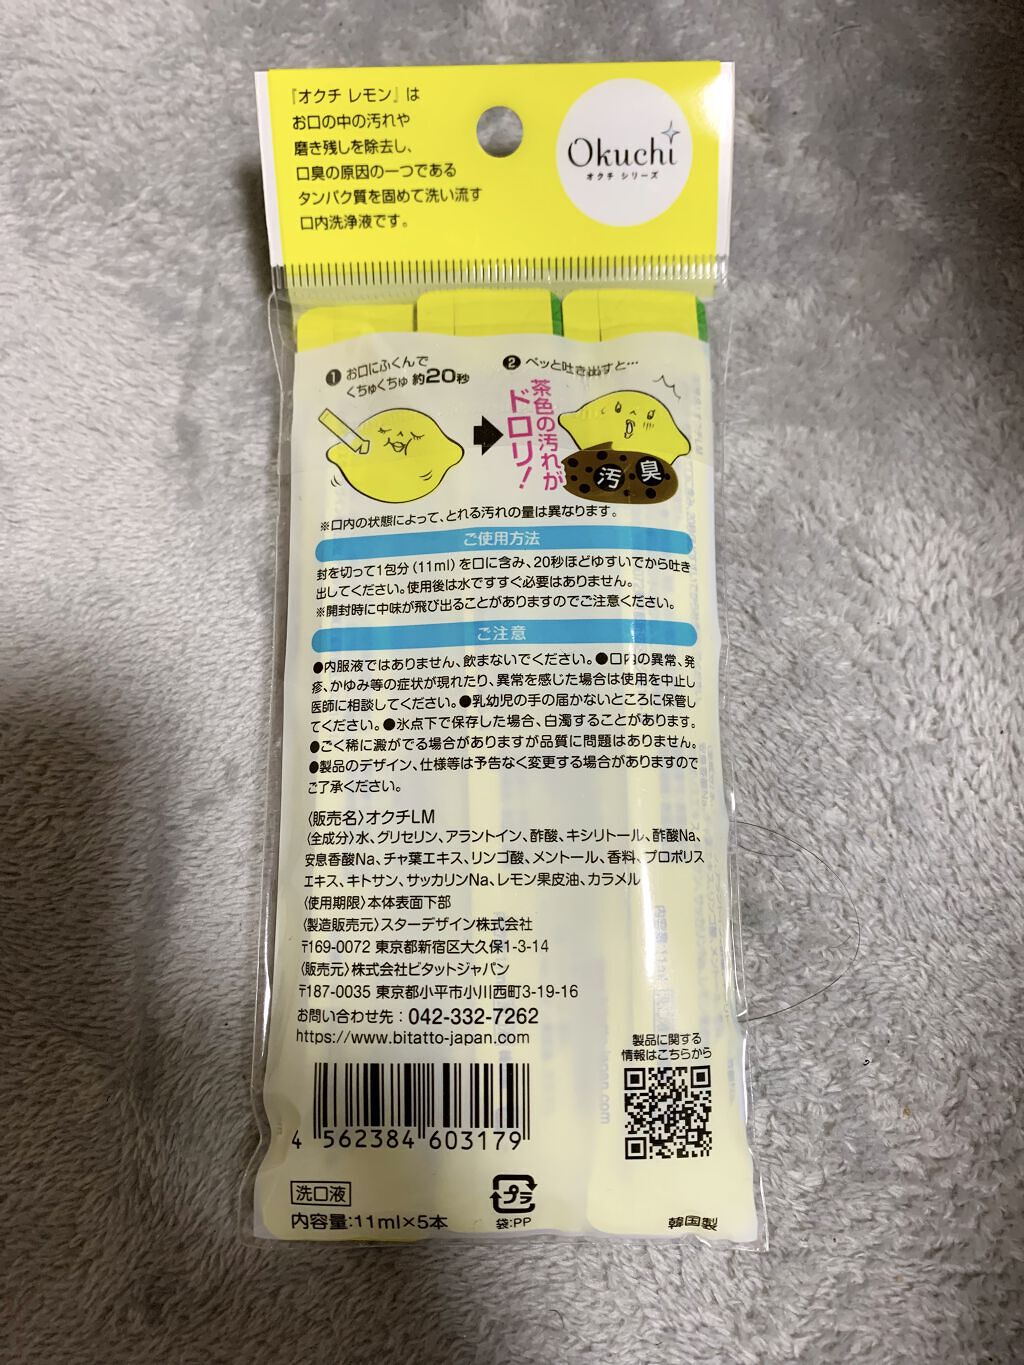 『オクチ レモン』は
お口の中の汚れや
磨き残しを除去し、
口臭の原因の一つである
タンパク質を固めて洗い流す
口内洗浄液です。
Okuchi
オクチ シリーズ
❶ お口にふくんで
くちゅくちゅ 約20秒
❷ ペッと吐き出すと…
茶色の汚れが
ドロリ!
汚 臭
※口内の状態によって、とれる汚れの量は異なります。
ご使用方法
封を切って1包分(11ml)を口に含み、20秒ほどゆすいでから吐き
出してください。使用後は水ですすぐ必要はありません。
※開封時に中味が飛び出ることがありますのでご注意ください。
ご注意
●内服液ではありません、飲まないでください。●口内の異常、発
疹、かゆみ等の症状が現れたり、異常を感じた場合は使用を中止し
医師に相談してください。●乳幼児の手の届かないところに保管し
てください。●氷点下で保存した場合、白濁することがあります。
●ごく稀に澱がでる場合がありますが品質に問題はありません。
●製品のデザイン、仕様等は予告なく変更する場合がありますので
ご了承ください。
〈販売名〉オクチLM
〈全成分〉水、グリセリン、アラントイン、酢酸、キシリトール、酢酸Na、
安息香酸Na、チャ葉エキス、リンゴ酸、メントール、香料、プロポリス
エキス、キトサン、サッカリンNa、レモン果皮油、カラメル
〈使用期限〉本体表面下部
〈製造販売元〉スターデザイン株式会社
〒169-0072 東京都新宿区大久保1-3-14
〈販売元〉株式会社ビタットジャパン
〒187-0035 東京都小平市小川西町3-19-16
お問い合わせ先：042-332-7262
https://www.bitatto-japan.com
製品に関する
情報はこちらから
4 562384 603179
洗口液
内容量:11ml×5本
プラ
袋:PP
韓国製